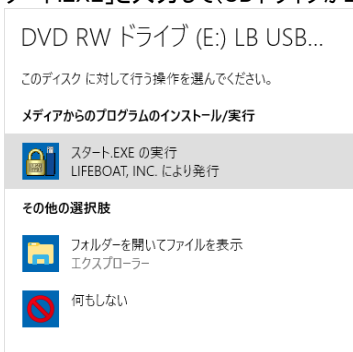 DVD RW ドライブ (E:) LB USB...
このディスク に対して行う操作を選んでください。
メディアからのプログラムのインストール/実行
スタート.EXE の実行
LIFEBOAT, INC. により発行
その他の選択肢
フォルダーを開いてファイルを表示
エクスプローラー
何もしない